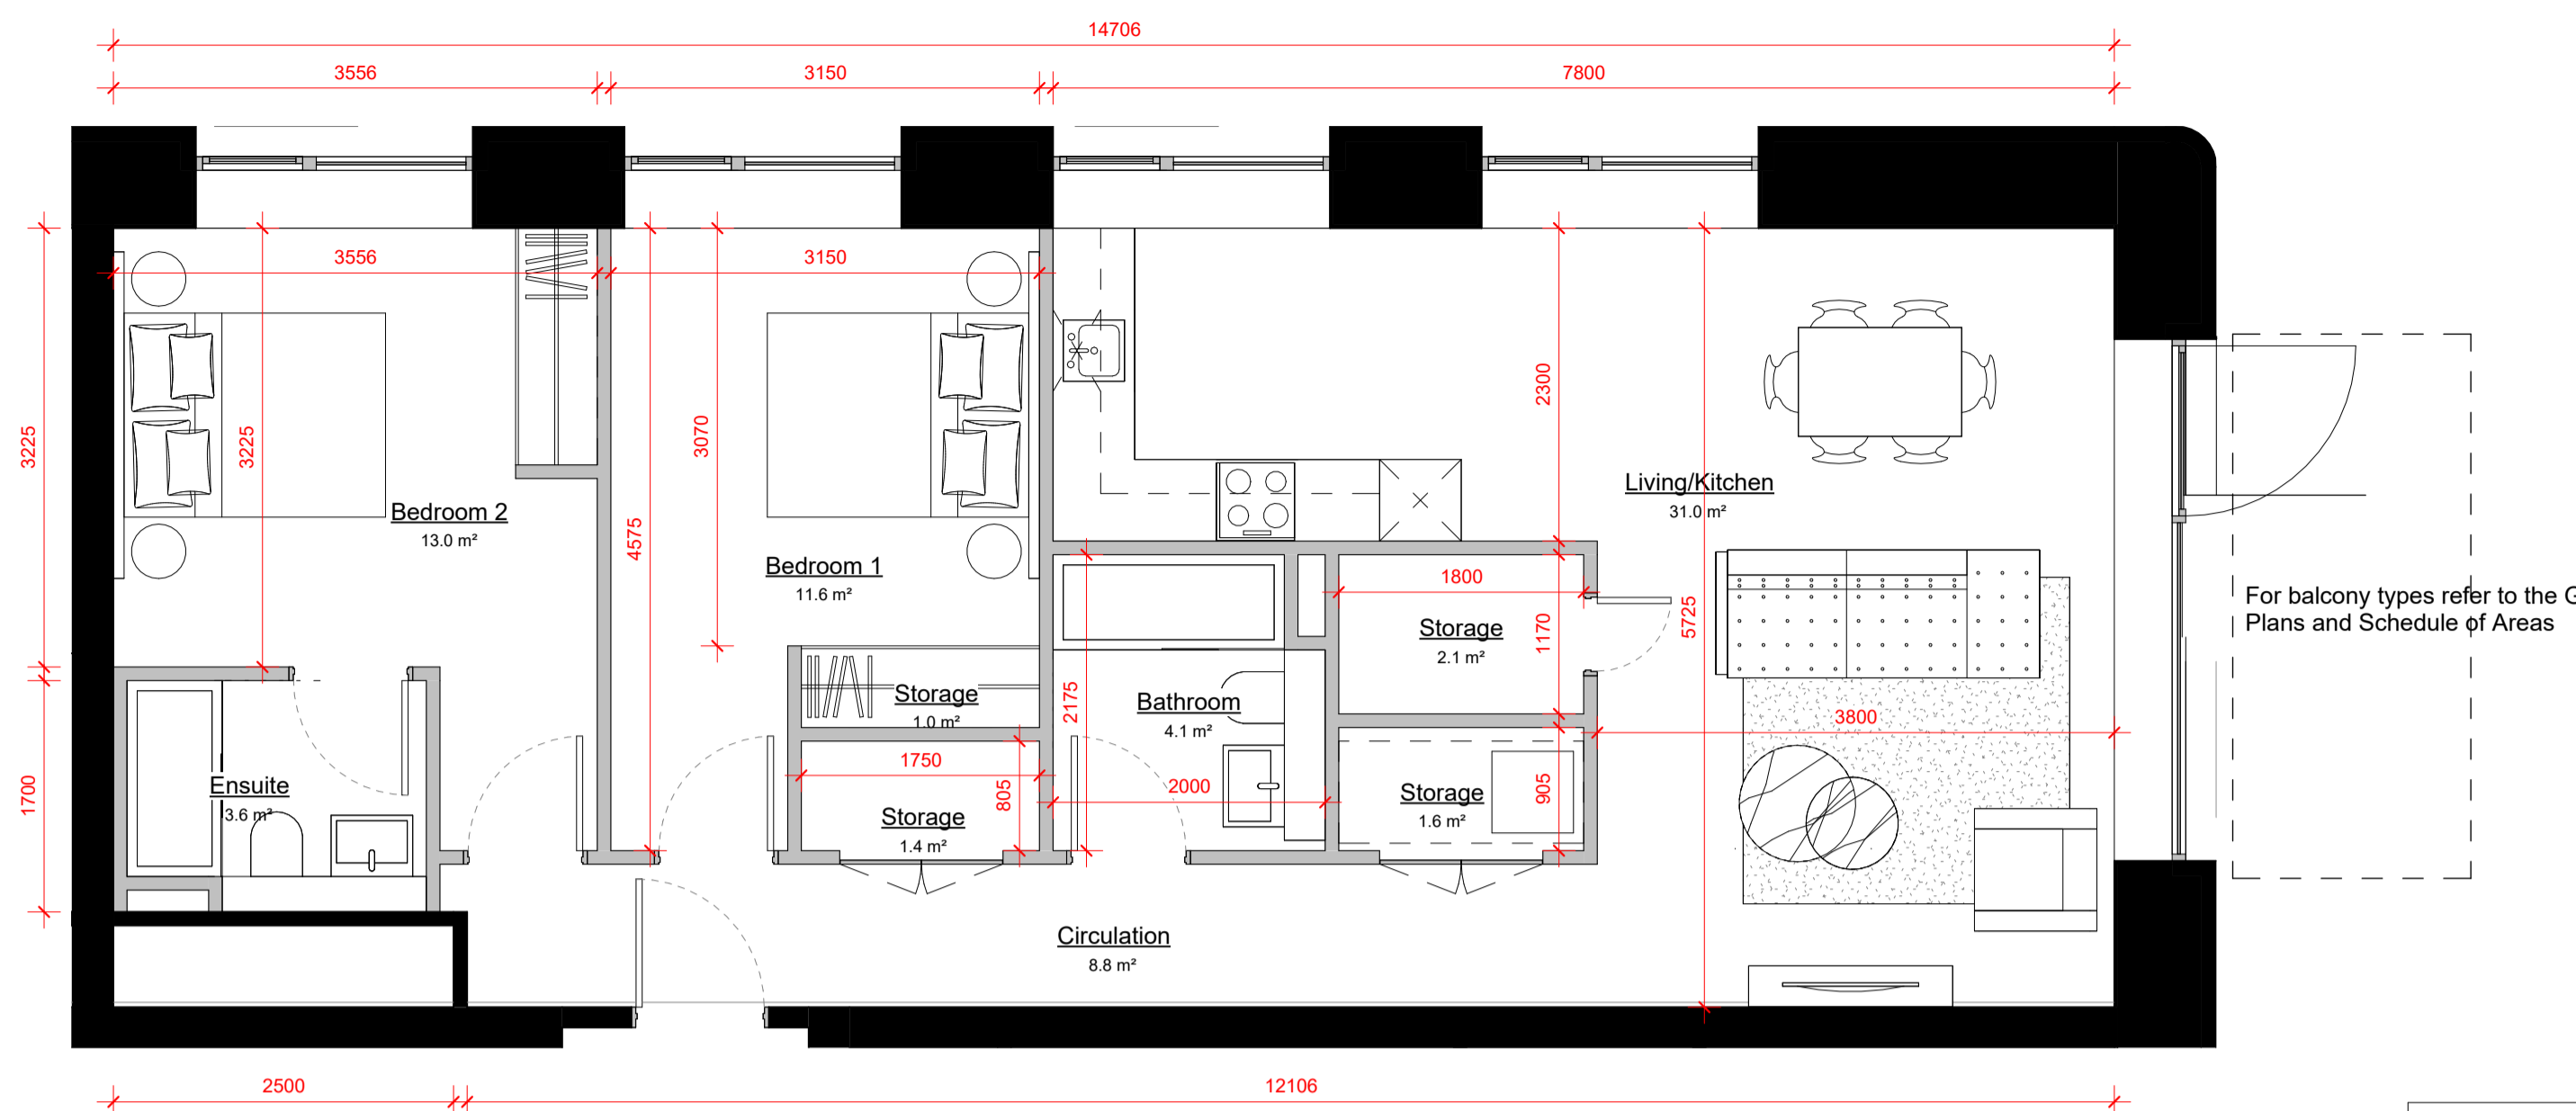 14706
3556
3150
7800
3556
3150
3225
3225
4575
3070
2300
Living/Kitchen
31.0 m²
Bedroom 2
13.0 m²
Bedroom 1
11.6 m²
1800
1170
5725
For balcony types refer to the
Plans and Schedule of Areas
Storage
2.1 m²
Storage
1.0 m²
2175
Bathroom
4.1 m²
3800
1700
Ensuite
3.6 m²
1750
805
2000
905
Storage
1.4 m²
Storage
1.6 m²
Circulation
8.8 m²
2500
12106